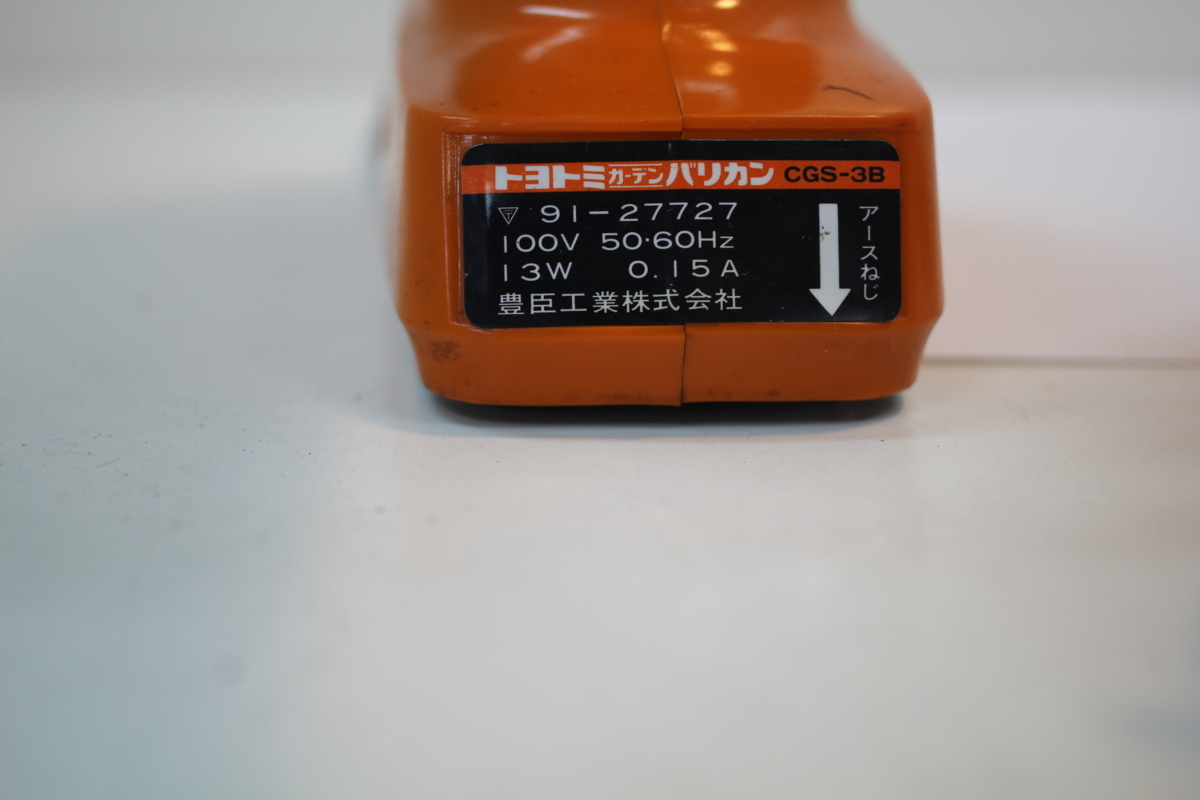 トヨトミ ガーデン バリカン CGS-3B
〒 91-27727
100V 50·60Hz
13W 0.15A
豊臣工業株式会社
アースねじ